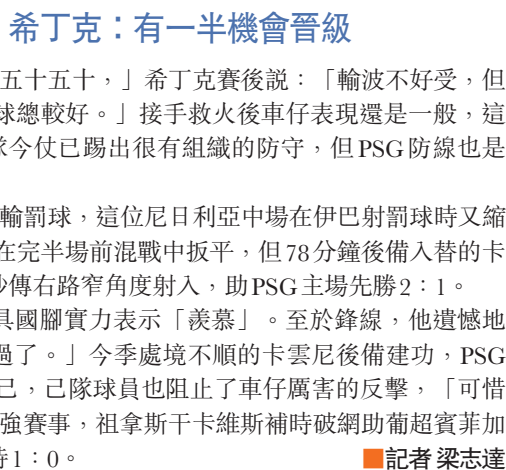 希丁克：有一半機會晉級
五十五十，」希丁克賽後説：「輸波不好受，但
球總較好。」接手救火後車仔表現還是一般，這
隊今仗已踢出很有組織的防守，但PSG防線也是
輸罰球，這位尼日利亞中場在伊巴射罰球時又縮
在完半場前混戰中扳平，但78分鐘後備入替的卡
妙傳右路窄角度射入，助PSG主場先勝2：1。
具國腳實力表示「羨慕」。至於鋒線，他遺憾地
過了。」今季處境不順的卡雲尼後備建功，PSG
己，己隊球員也阻止了車仔厲害的反擊，「可惜
強賽事，祖拿斯干卡維斯補時破網助葡超賓菲加
1：0。
■記者 梁志達